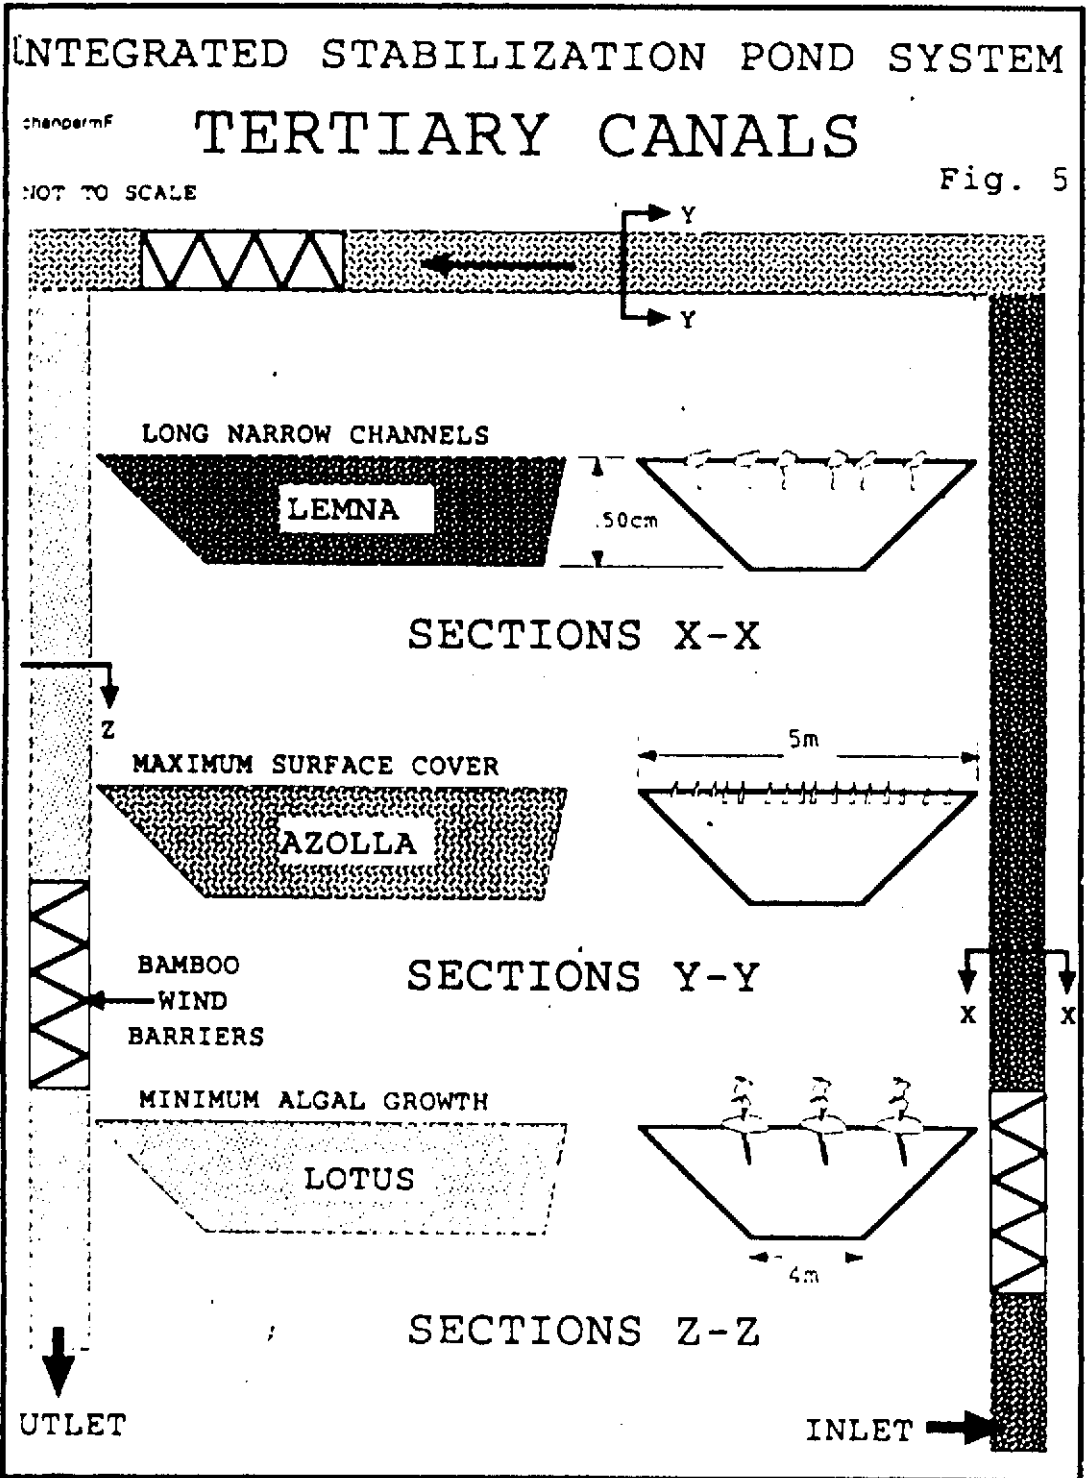 INTEGRATED STABILIZATION POND SYSTEM
chenpermF
TERTIARY CANALS
NOT TO SCALE
Fig. 5
Y
Y
LONG NARROW CHANNELS
LEMNA
.50cm
SECTIONS X-X
Z
5m
MAXIMUM SURFACE COVER
AZOLLA
SECTIONS Y-Y
BAMBOO
WIND
BARRIERS
X
X
MINIMUM ALGAL GROWTH
LOTUS
4m
SECTIONS Z-Z
UTLET
INLET